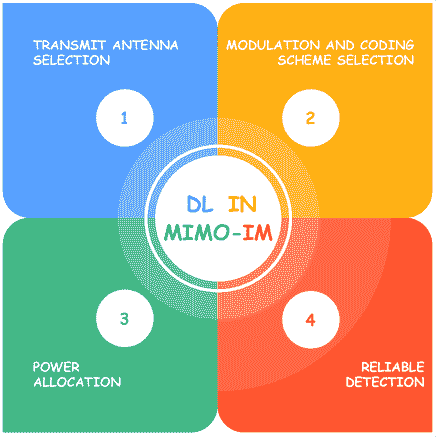 TRANSMIT ANTENNA
SELECTION
1
MODULATION AND CODING
SCHEME SELECTION
2
DL IN
MIMO-IM
3
POWER
ALLOCATION
4
RELIABLE
DETECTION